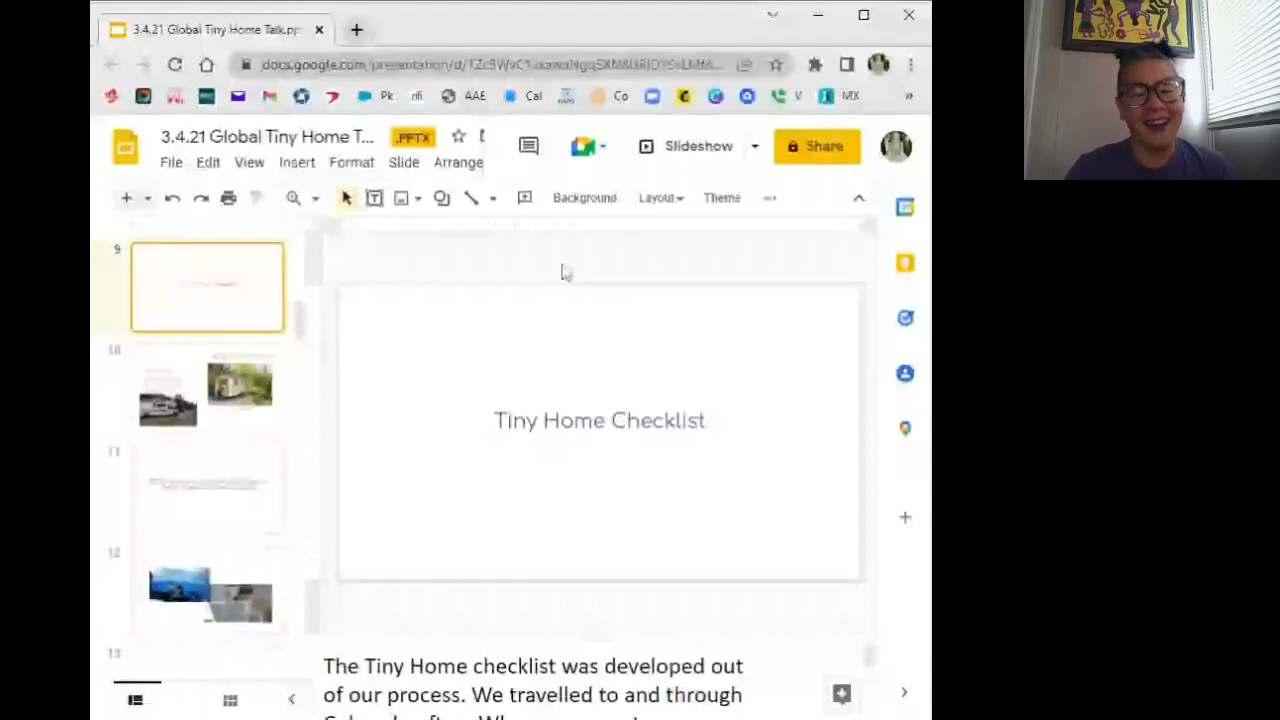 3.4.21 Global Tiny Home Talk.pp
Pk
AAE
Cal
Co
V
MX
3.4.21 Global Tiny Home T...
.PPTX
Slideshow
Share
File Edit View Insert Format Slide Arrange
Background Layout Theme
9
10
11
12
13
Tiny Home Checklist
The Tiny Home checklist was developed out
of our process. We travelled to and through